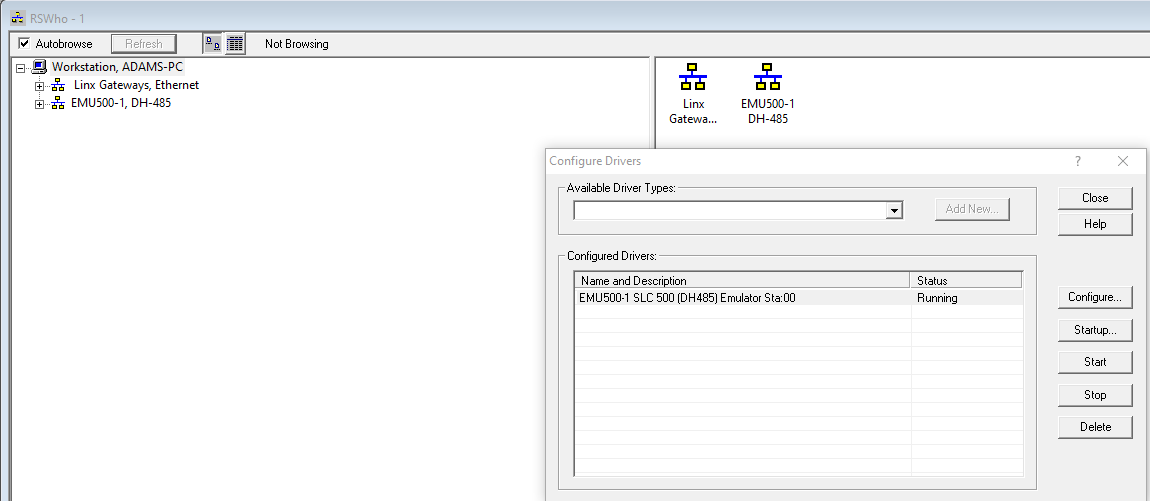 RSWho - 1
Autobrowse
Refresh
Not Browsing
Workstation, ADAMS-PC
Linx Gateways, Ethernet
EMU500-1, DH-485
Linx
Gatewa...
EMU500-1
DH-485
Configure Drivers
?
Available Driver Types:
Add New...
Close
Help
Configured Drivers:
Name and Description Status
EMU500-1 SLC 500 (DH485) Emulator Sta:00 Running
Configure...
Startup...
Start
Stop
Delete